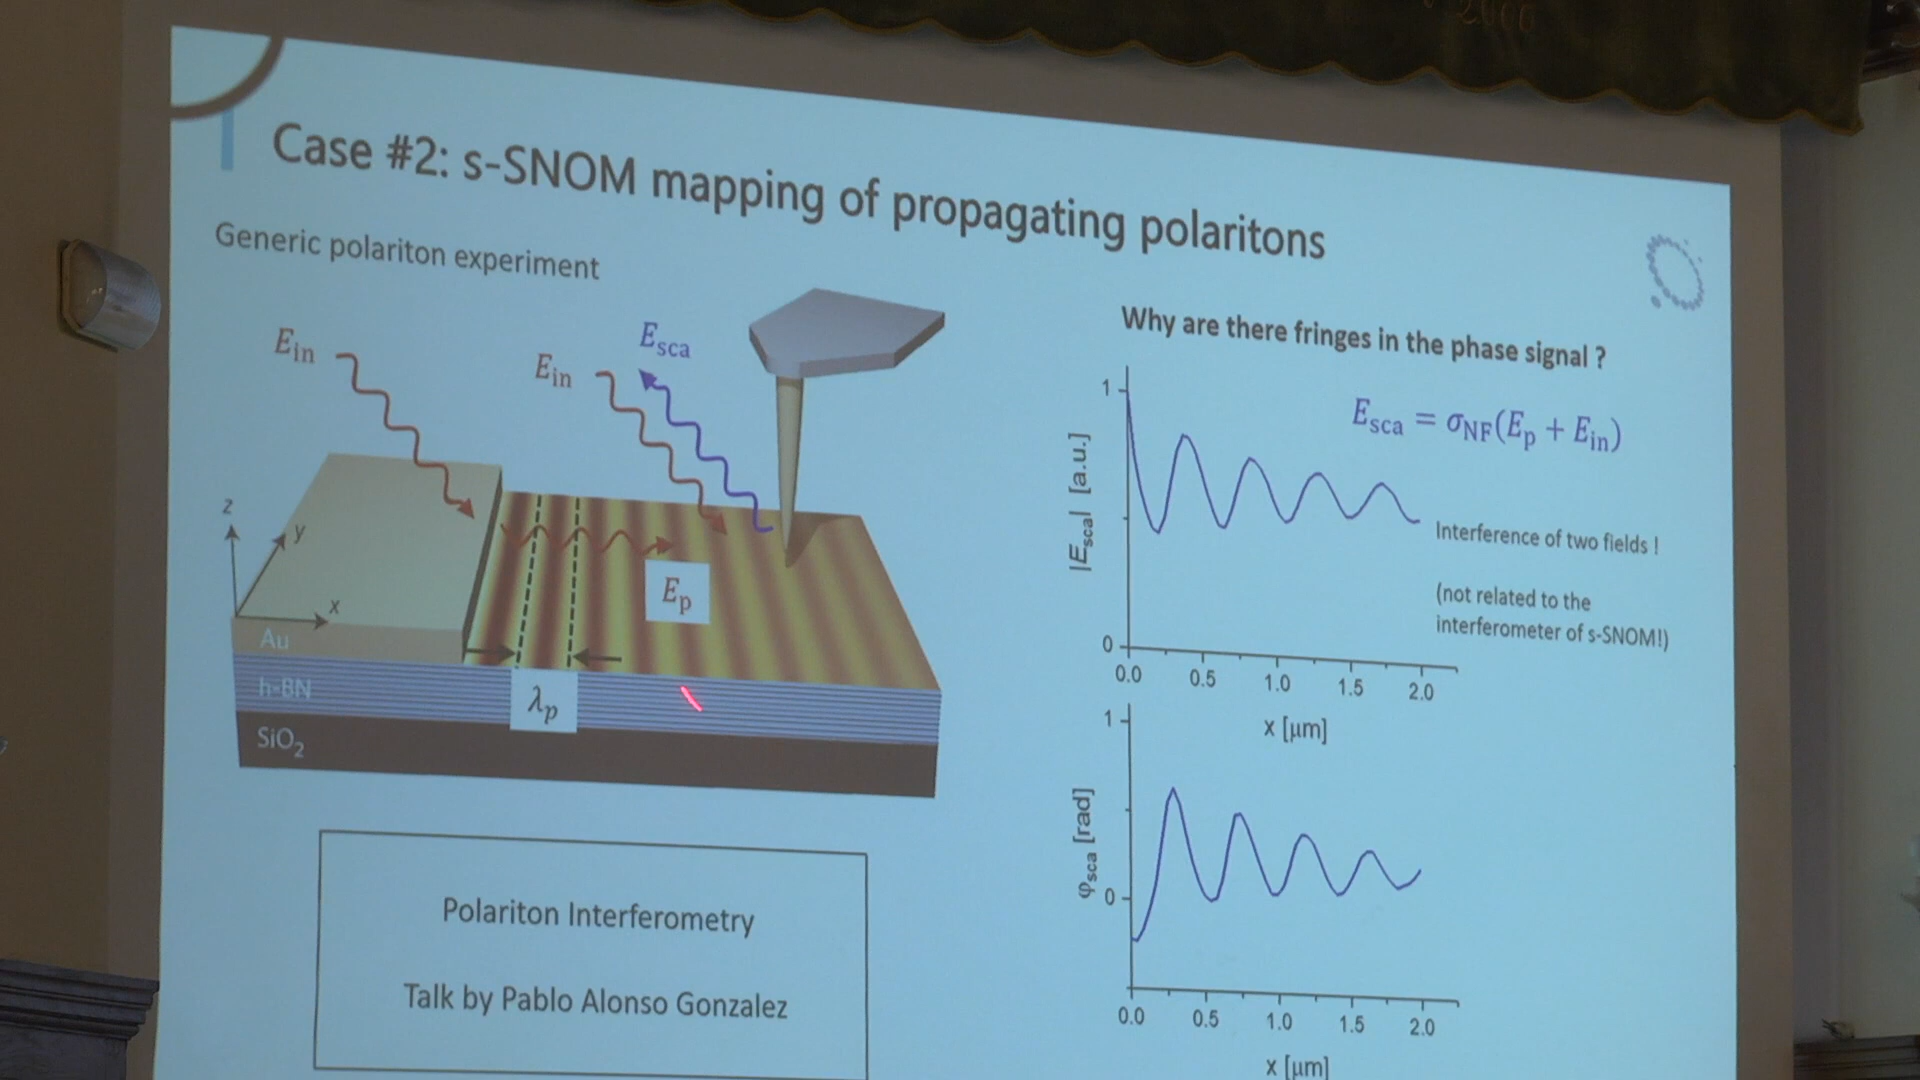 Case #2: s-SNOM mapping of propagating polaritons
Generic polariton experiment
E_in
E_in
E_sca
z
y
x
Au
h-BN
SiO₂
λ_p
E_p
Polariton Interferometry
Talk by Pablo Alonso Gonzalez
Why are there fringes in the phase signal ?
E_sca = σ_NF(E_p + E_in)
|E_sca| [a.u.]
1
0
0.0 0.5 1.0 1.5 2.0
x [µm]
Interference of two fields !
(not related to the
interferometer of s-SNOM!)
φ_sca [rad]
1
0
0.0 0.5 1.0 1.5 2.0
x [µm]